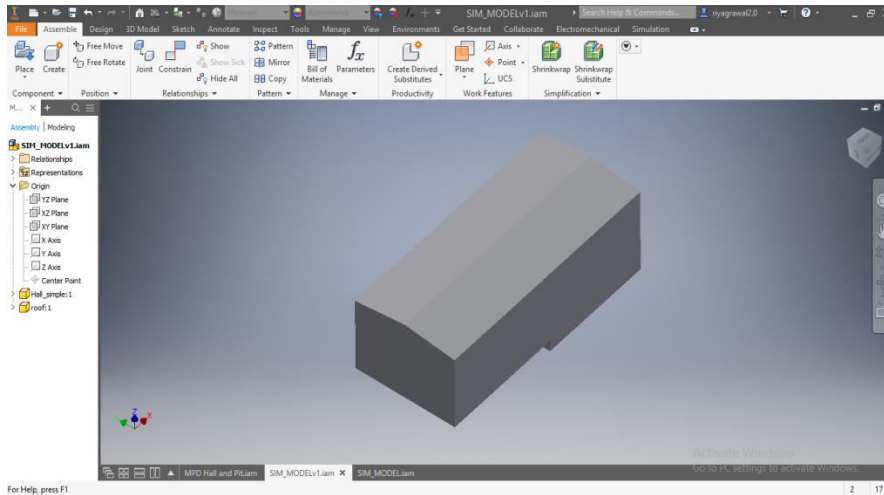 SIM_MODELv1.iam
Search Help & Commands...
riyagrawal2.0
File Assemble Design 3D Model Sketch Annotate Inspect Tools Manage View Environments Get Started Collaborate Electromechanical Simulation
Place Create
Free Move
Free Rotate
Joint Constrain
Show
Show Sick
Hide All
Pattern
Mirror
Copy
Bill of Materials
Parameters
Create Derived Substitutes
Plane
Axis
Point
UCS
Shrinkwrap
Shrinkwrap Substitute
Component Position Relationships Pattern Manage Productivity Work Features Simplification
M... X +
Assembly | Modeling
SIM_MODELv1.iam
Relationships
Representations
Origin
YZ Plane
XZ Plane
XY Plane
X Axis
Y Axis
Z Axis
Center Point
Hall_simple:1
roof:1
Z
X
Activate Windows
Go to PC settings to activate Windows.
MPD Hall and Pit.iam SIM_MODELv1.iam X SIM_MODEL.iam
For Help, press F1
2 17